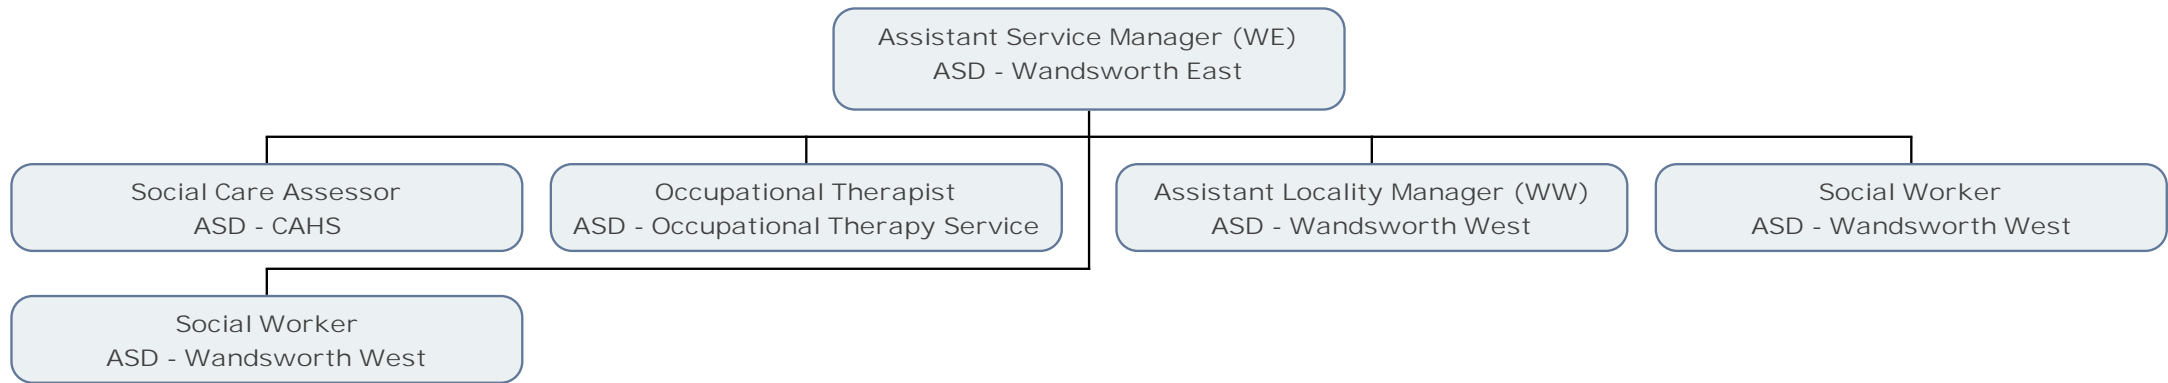 Assistant Service Manager (WE)
ASD - Wandsworth East
Social Care Assessor
ASD - CAHS
Occupational Therapist
ASD - Occupational Therapy Service
Assistant Locality Manager (WW)
ASD - Wandsworth West
Social Worker
ASD - Wandsworth West
Social Worker
ASD - Wandsworth West